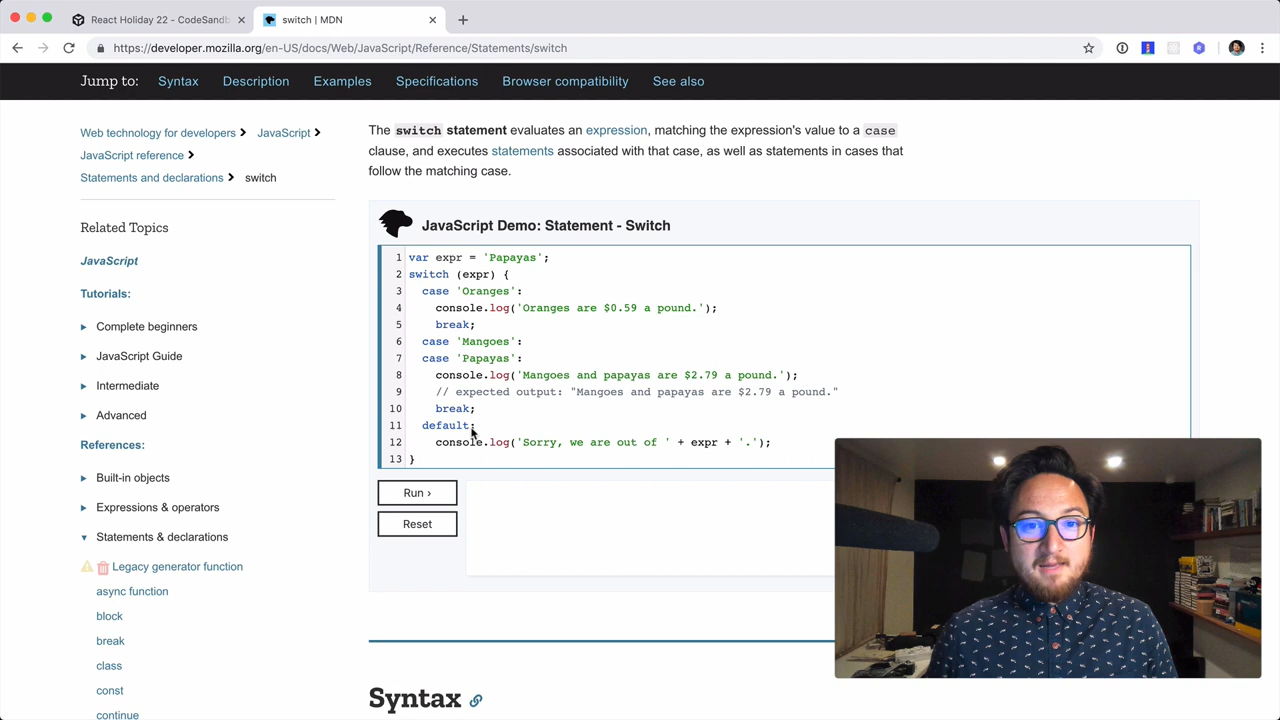 React Holiday 22 - CodeSandb
switch | MDN
https://developer.mozilla.org/en-US/docs/Web/JavaScript/Reference/Statements/switch
Jump to: Syntax Description Examples Specifications Browser compatibility See also
Web technology for developers JavaScript
JavaScript reference
Statements and declarations switch
Related Topics
JavaScript
Tutorials:
Complete beginners
JavaScript Guide
Intermediate
Advanced
References:
Built-in objects
Expressions & operators
Statements & declarations
Legacy generator function
async function
block
break
class
const
continue
The switch statement evaluates an expression, matching the expression's value to a case
clause, and executes statements associated with that case, as well as statements in cases that
follow the matching case.
JavaScript Demo: Statement - Switch
1 var expr = 'Papayas';
2 switch (expr) {
3 case 'Oranges':
4 console.log('Oranges are $0.59 a pound.');
5 break;
6 case 'Mangoes':
7 case 'Papayas':
8 console.log('Mangoes and papayas are $2.79 a pound.');
9 // expected output: "Mangoes and papayas are $2.79 a pound."
10 break;
11 default:
12 console.log('Sorry, we are out of ' + expr + '.');
13 }
Run ›
Reset
Syntax